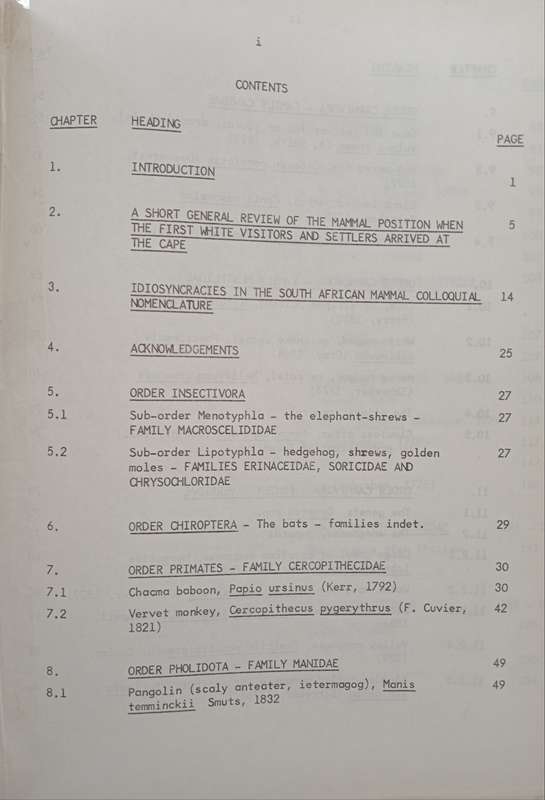 i
CONTENTS
CHAPTER HEADING PAGE
1. INTRODUCTION 1
2. A SHORT GENERAL REVIEW OF THE MAMMAL POSITION WHEN 5
THE FIRST WHITE VISITORS AND SETTLERS ARRIVED AT
THE CAPE
3. IDIOSYNCRACIES IN THE SOUTH AFRICAN MAMMAL COLLOQUIAL 14
NOMENCLATURE
4. ACKNOWLEDGEMENTS 25
5. ORDER INSECTIVORA 27
5.1 Sub-order Menotyphla - the elephant-shrews - 27
FAMILY MACROSCELIDIDAE
5.2 Sub-order Lipotyphla - hedgehog, shrews, golden 27
moles - FAMILIES ERINACEIDAE, SORICIDAE AND
CHRYSOCHLORIDAE
6. ORDER CHIROPTERA - The bats - families indet. 29
7. ORDER PRIMATES - FAMILY CERCOPITHECIDAE 30
7.1 Chacma baboon, Papio ursinus (Kerr, 1792) 30
7.2 Vervet monkey, Cercopithecus pygerythrus (F. Cuvier, 42
1821)
8. ORDER PHOLIDOTA - FAMILY MANIDAE 49
8.1 Pangolin (scaly anteater, ietermagog), Manis 49
temminckii Smuts, 1832